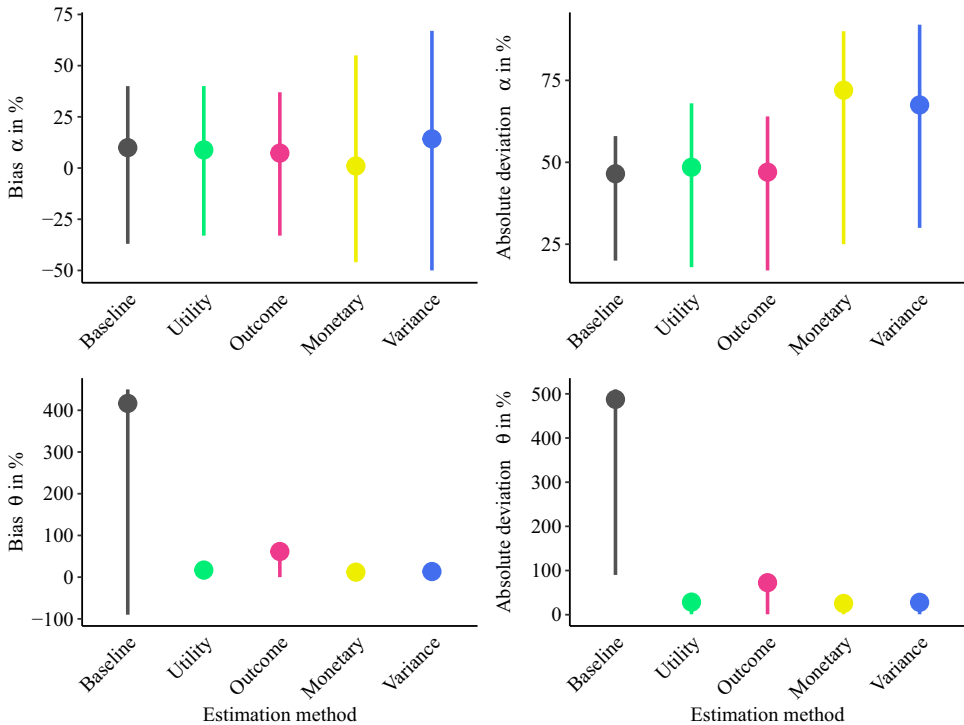 Bias α in %
75
50
25
0
−25
−50
Baseline
Utility
Outcome
Monetary
Variance
Absolute deviation α in %
75
50
25
Baseline
Utility
Outcome
Monetary
Variance
Bias θ in %
400
300
200
100
0
−100
Baseline
Utility
Outcome
Monetary
Variance
Estimation method
Absolute deviation θ in %
500
400
300
200
100
0
Baseline
Utility
Outcome
Monetary
Variance
Estimation method